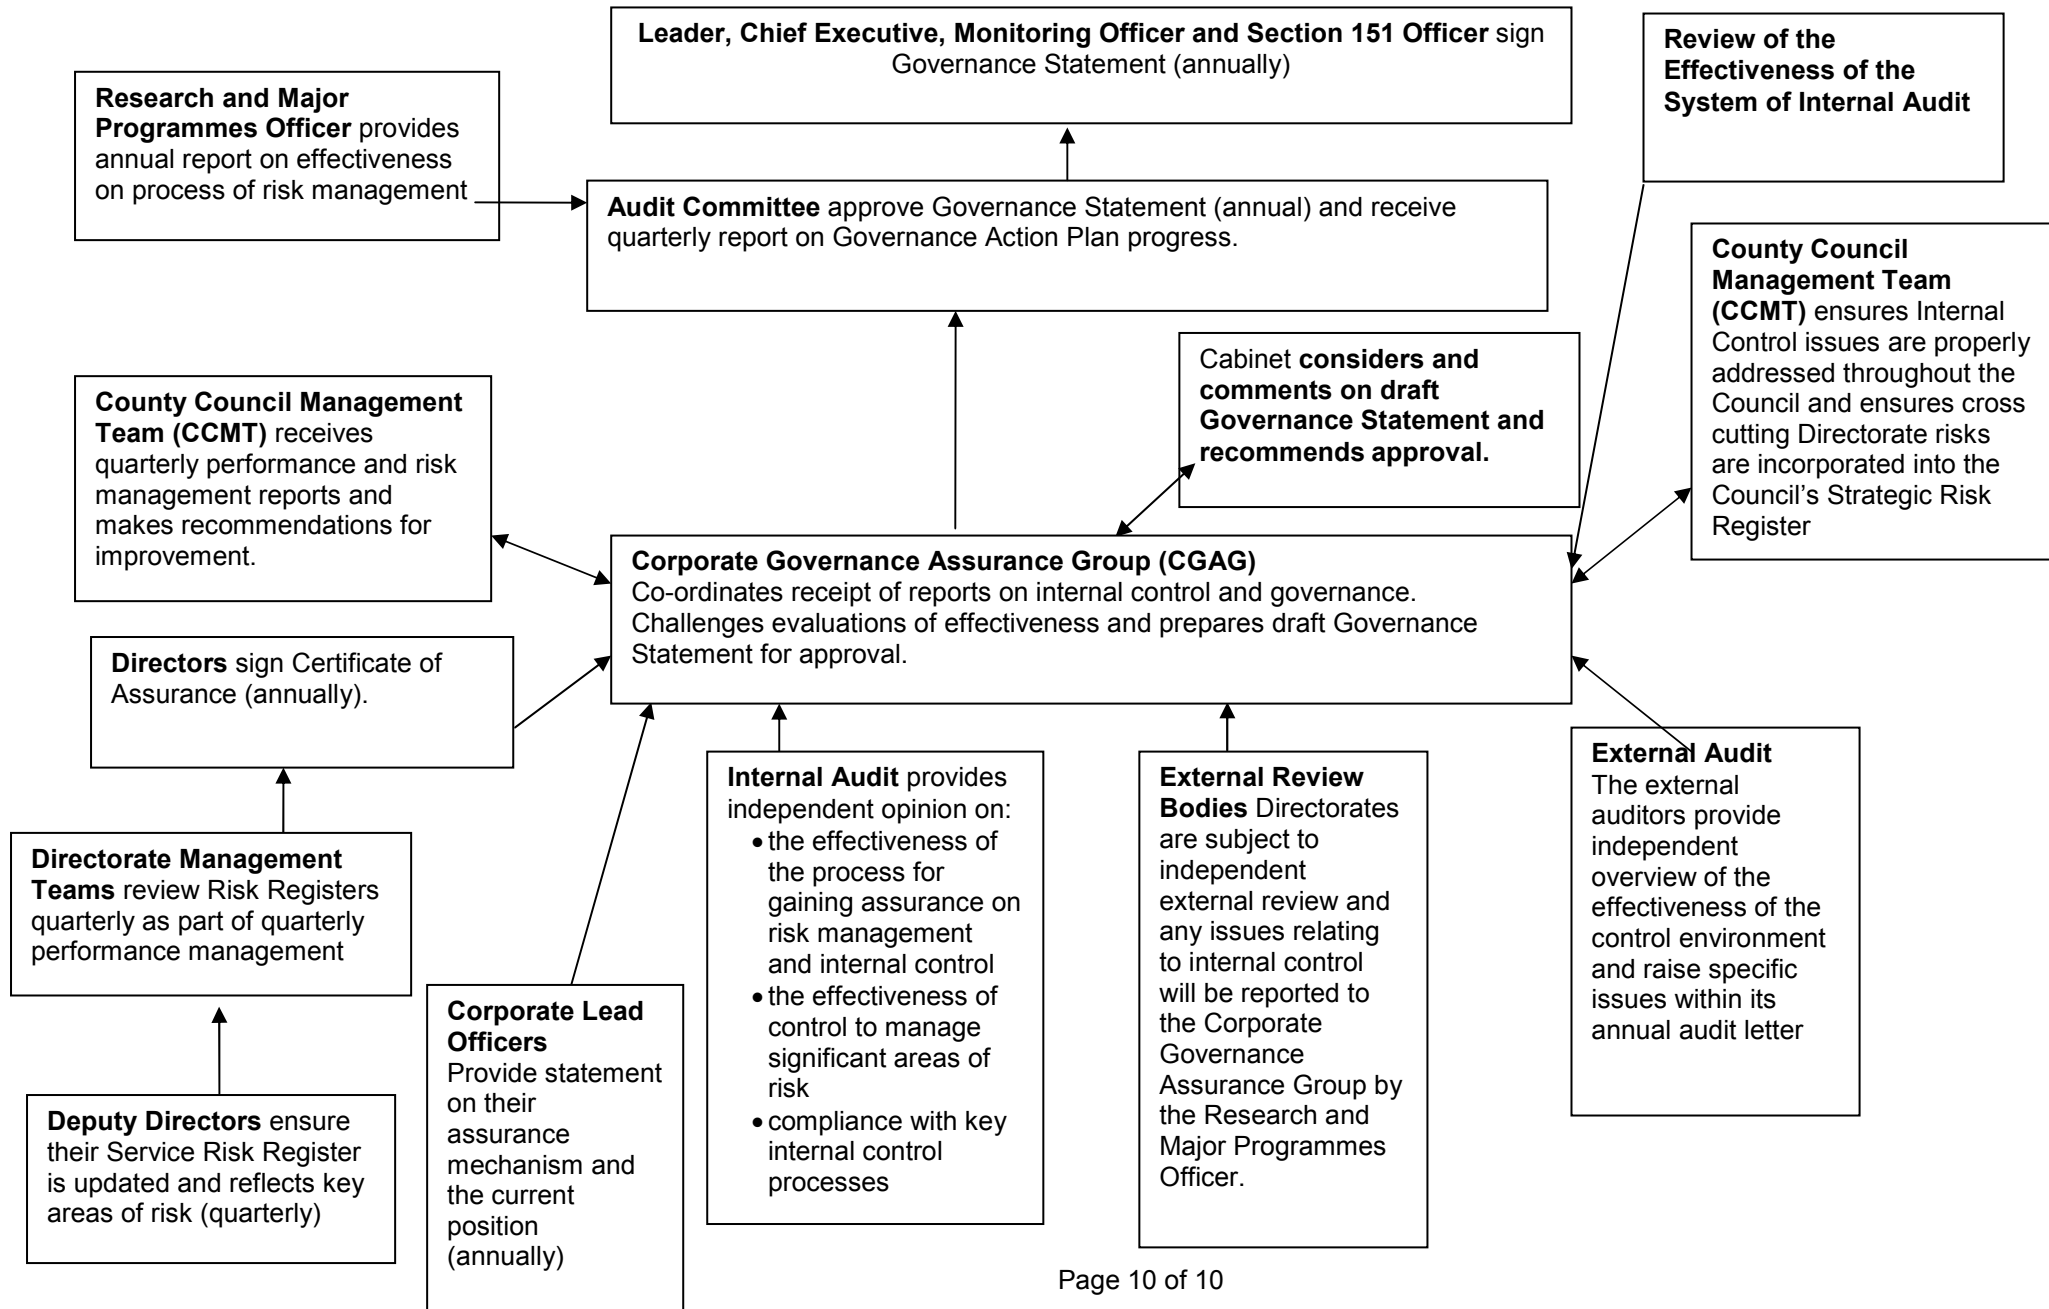 Leader, Chief Executive, Monitoring Officer and Section 151 Officer sign
Governance Statement (annually)
Review of the
Effectiveness of the
System of Internal Audit
Research and Major
Programmes Officer provides
annual report on effectiveness
on process of risk management
Audit Committee approve Governance Statement (annual) and receive
quarterly report on Governance Action Plan progress.
County Council
Management Team
(CCMT) ensures Internal
Control issues are properly
addressed throughout the
Council and ensures cross
cutting Directorate risks
are incorporated into the
Council’s Strategic Risk
Register
Cabinet considers and
comments on draft
Governance Statement and
recommends approval.
County Council Management
Team (CCMT) receives
quarterly performance and risk
management reports and
makes recommendations for
improvement.
Corporate Governance Assurance Group (CGAG)
Co-ordinates receipt of reports on internal control and governance.
Challenges evaluations of effectiveness and prepares draft Governance
Statement for approval.
Directors sign Certificate of
Assurance (annually).
Directorate Management
Teams review Risk Registers
quarterly as part of quarterly
performance management
Deputy Directors ensure
their Service Risk Register
is updated and reflects key
areas of risk (quarterly)
Corporate Lead
Officers
Provide statement
on their
assurance
mechanism and
the current
position
(annually)
Internal Audit provides
independent opinion on:
• the effectiveness of
the process for
gaining assurance on
risk management
and internal control
• the effectiveness of
control to manage
significant areas of
risk
• compliance with key
internal control
processes
External Review
Bodies Directorates
are subject to
independent
external review and
any issues relating
to internal control
will be reported to
the Corporate
Governance
Assurance Group by
the Research and
Major Programmes
Officer.
External Audit
The external
auditors provide
independent
overview of the
effectiveness of the
control environment
and raise specific
issues within its
annual audit letter
Page 10 of 10